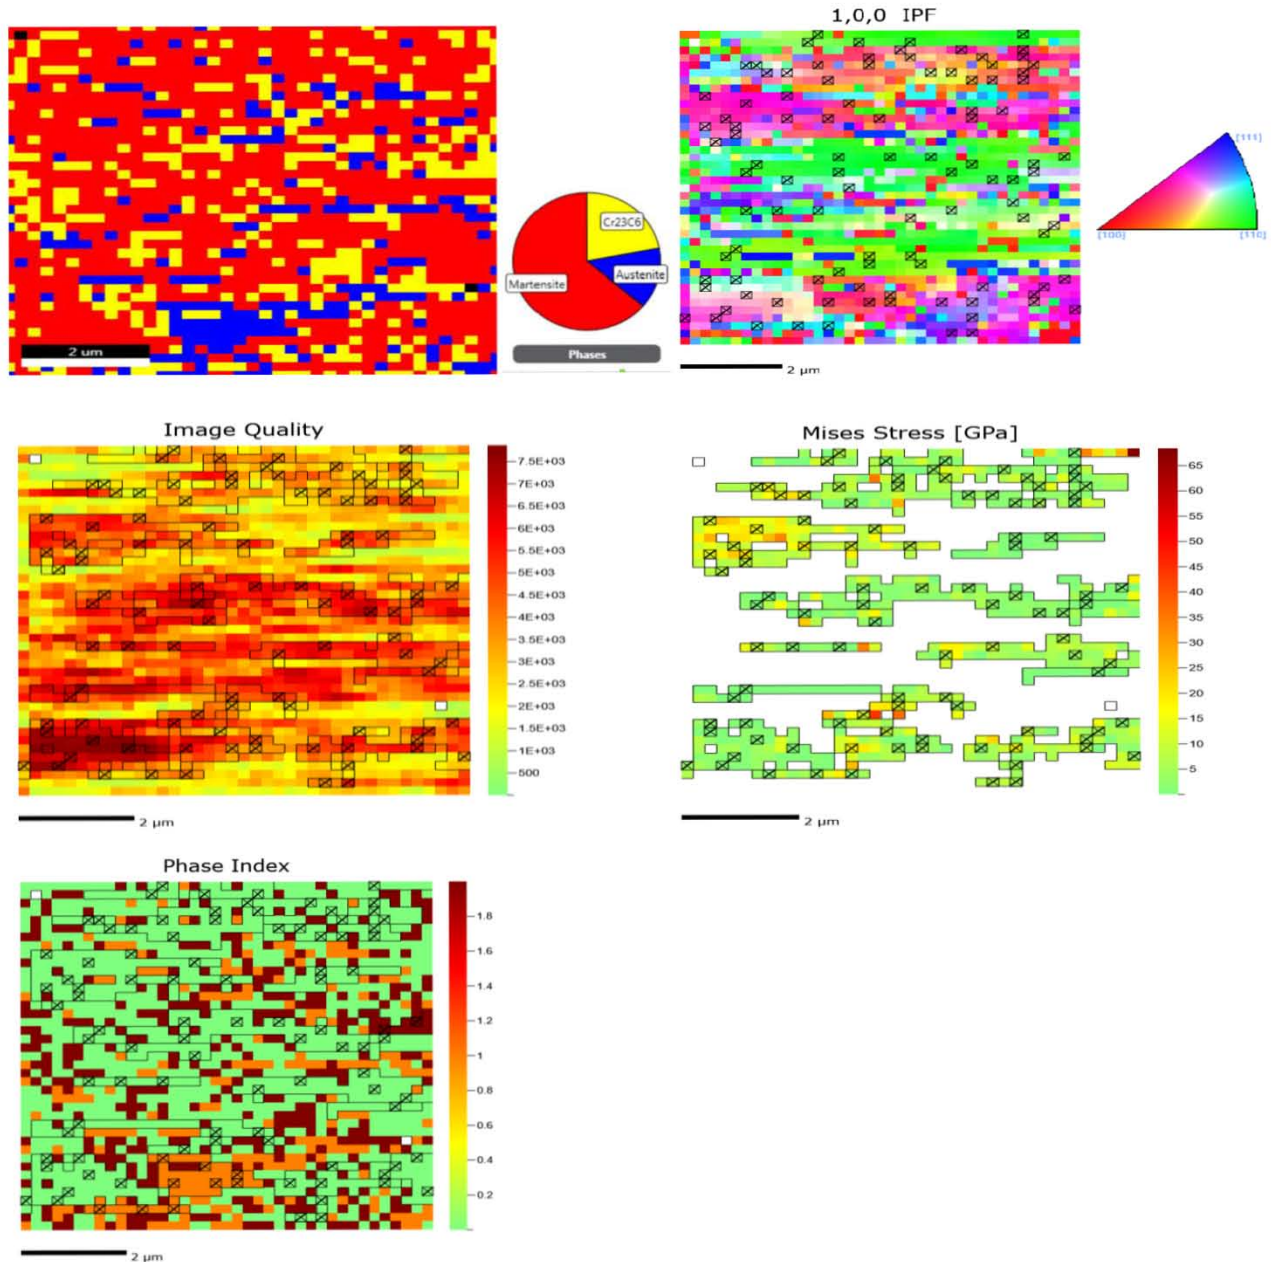 1,0,0 IPF
[111]
[100]
[110]
Cr23C6
Austenite
Martensite
Phases
2 um
2 µm
Image Quality
7.5E+03
7E+03
6.5E+03
6E+03
5.5E+03
5E+03
4.5E+03
4E+03
3.5E+03
3E+03
2.5E+03
2E+03
1.5E+03
1E+03
500
2 µm
Mises Stress [GPa]
65
60
55
50
45
40
35
30
25
20
15
10
5
2 µm
Phase Index
1.8
1.6
1.4
1.2
1
0.8
0.6
0.4
0.2
2 µm